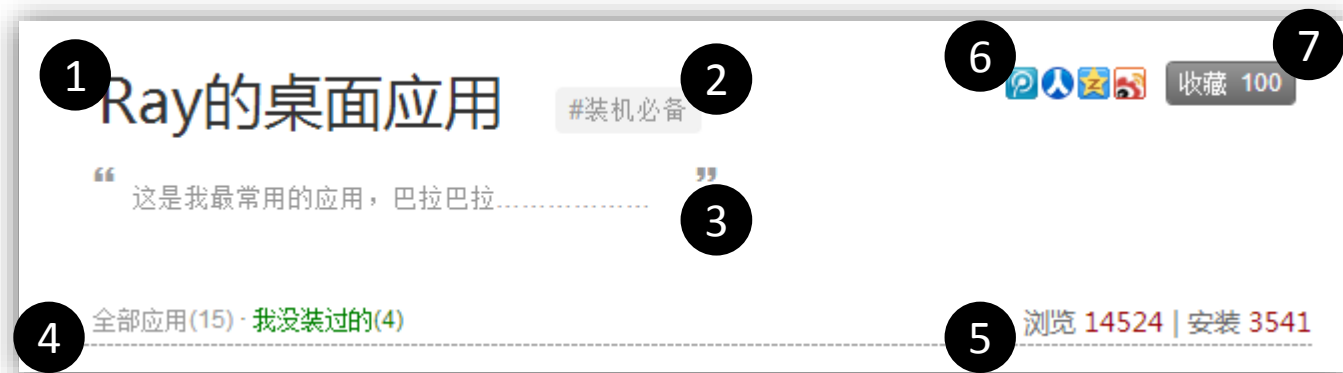 1
Ray的桌面应用
#装机必备
2
6
收藏 100
7
“ 这是我最常用的应用，巴拉巴拉……………… ”
3
4
全部应用(15) · 我没装过的(4)
5
浏览 14524 | 安装 3541